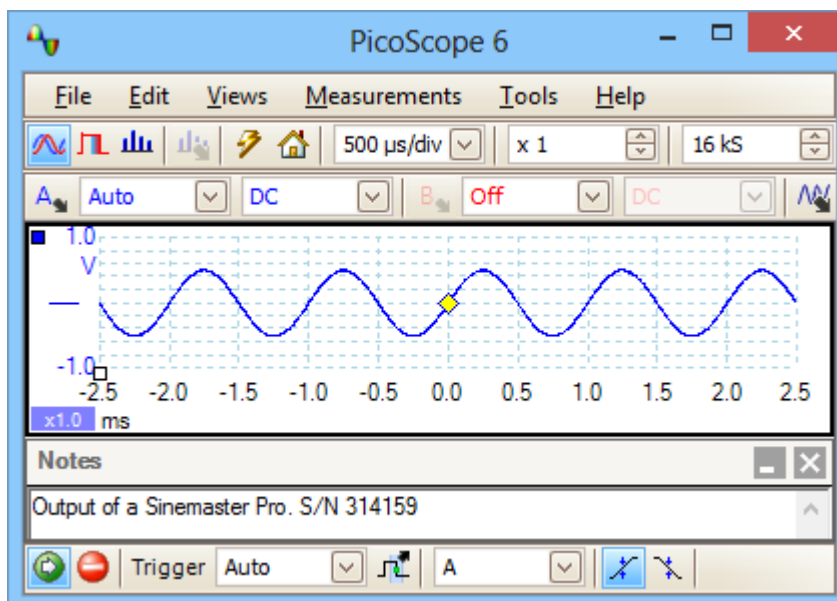 PicoScope 6
File Edit Views Measurements Tools Help
500 µs/div x 1 16 kS
A Auto DC B Off DC
1.0
V
-1.0
-2.5 -2.0 -1.5 -1.0 -0.5 0.0 0.5 1.0 1.5 2.0 2.5
x1.0 ms
Notes
Output of a Sinemaster Pro. S/N 314159
Trigger Auto A